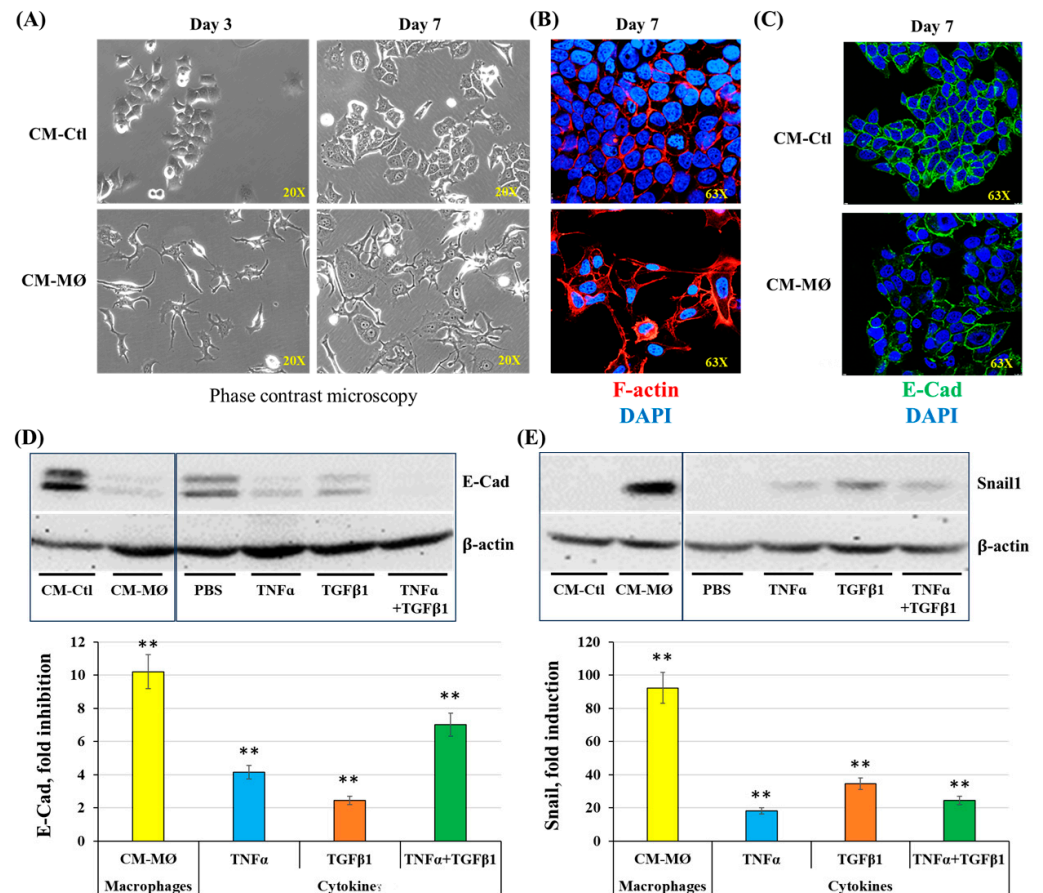 (A)
Day 3
Day 7
(B)
Day 7
(C)
Day 7
CM-Ctl
20X
20X
63X
CM-Ctl
63X
CM-MØ
20X
20X
63X
CM-MØ
63X
Phase contrast microscopy
F-actin
DAPI
E-Cad
DAPI
(D)
E-Cad
β-actin
CM-Ctl
CM-MØ
PBS
TNFα
TGFβ1
TNFα
+TGFβ1
E-Cad, fold inhibition
12
10
8
6
4
2
0
**
**
**
**
CM-MØ
TNFα
TGFβ1
TNFα+TGFβ1
Macrophages
Cytokines
(E)
Snail1
β-actin
CM-Ctl
CM-MØ
PBS
TNFα
TGFβ1
TNFα
+TGFβ1
Snail, fold induction
120
100
80
60
40
20
0
**
**
**
**
CM-MØ
TNFα
TGFβ1
TNFα+TGFβ1
Macrophages
Cytokines